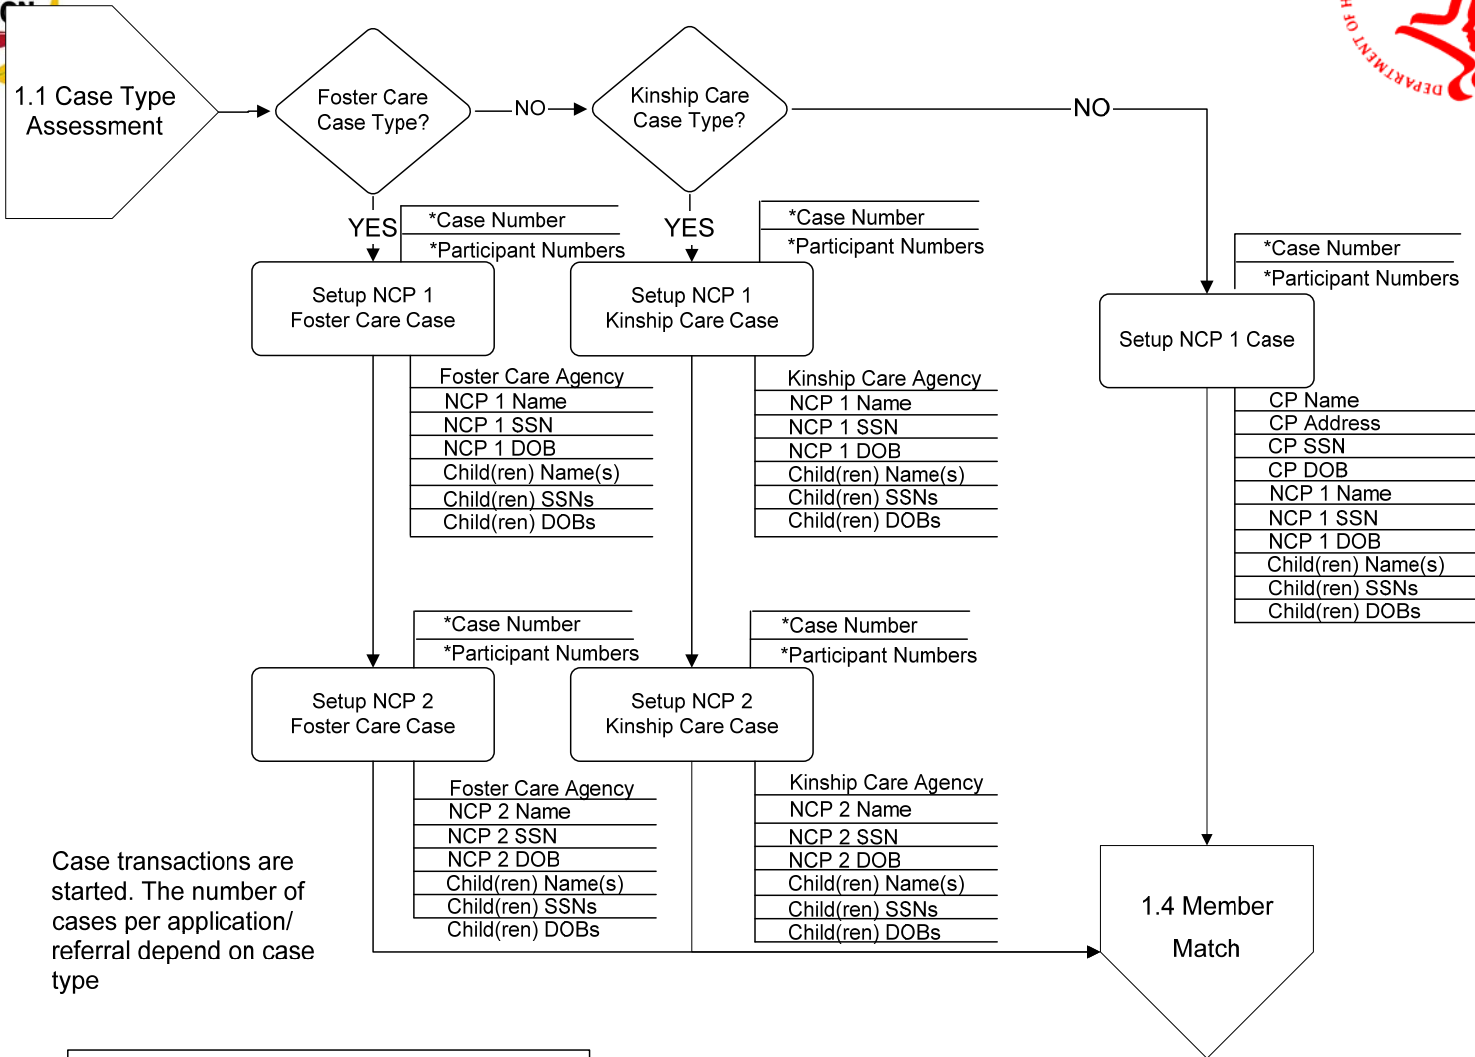 ON
DEPARTMENT OF H
1.1 Case Type
Assessment
Foster Care
Case Type?
NO
Kinship Care
Case Type?
NO
YES
*Case Number
*Participant Numbers
YES
*Case Number
*Participant Numbers
*Case Number
*Participant Numbers
Setup NCP 1
Foster Care Case
Setup NCP 1
Kinship Care Case
Setup NCP 1 Case
Foster Care Agency
NCP 1 Name
NCP 1 SSN
NCP 1 DOB
Child(ren) Name(s)
Child(ren) SSNs
Child(ren) DOBs
Kinship Care Agency
NCP 1 Name
NCP 1 SSN
NCP 1 DOB
Child(ren) Name(s)
Child(ren) SSNs
Child(ren) DOBs
CP Name
CP Address
CP SSN
CP DOB
NCP 1 Name
NCP 1 SSN
NCP 1 DOB
Child(ren) Name(s)
Child(ren) SSNs
Child(ren) DOBs
*Case Number
*Participant Numbers
*Case Number
*Participant Numbers
Setup NCP 2
Foster Care Case
Setup NCP 2
Kinship Care Case
Foster Care Agency
NCP 2 Name
NCP 2 SSN
NCP 2 DOB
Child(ren) Name(s)
Child(ren) SSNs
Child(ren) DOBs
Kinship Care Agency
NCP 2 Name
NCP 2 SSN
NCP 2 DOB
Child(ren) Name(s)
Child(ren) SSNs
Child(ren) DOBs
Case transactions are
started. The number of
cases per application/
referral depend on case
type
1.4 Member
Match